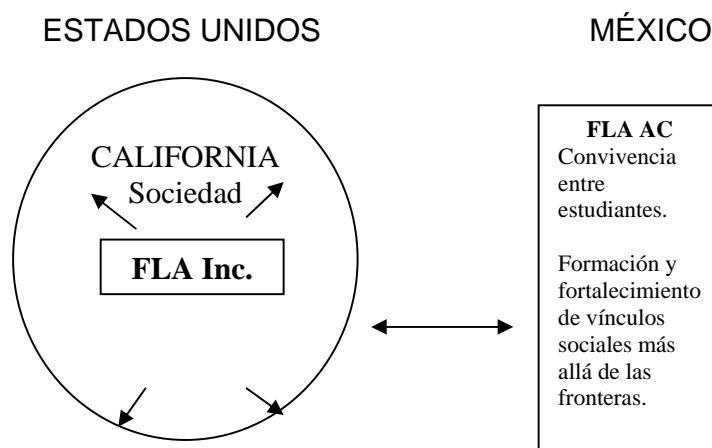 ESTADOS UNIDOS
MÉXICO
CALIFORNIA
Sociedad
FLA Inc.
FLA AC
Convivencia
entre
estudiantes.
Formación y
fortalecimiento
de vínculos
sociales más
allá de las
fronteras.